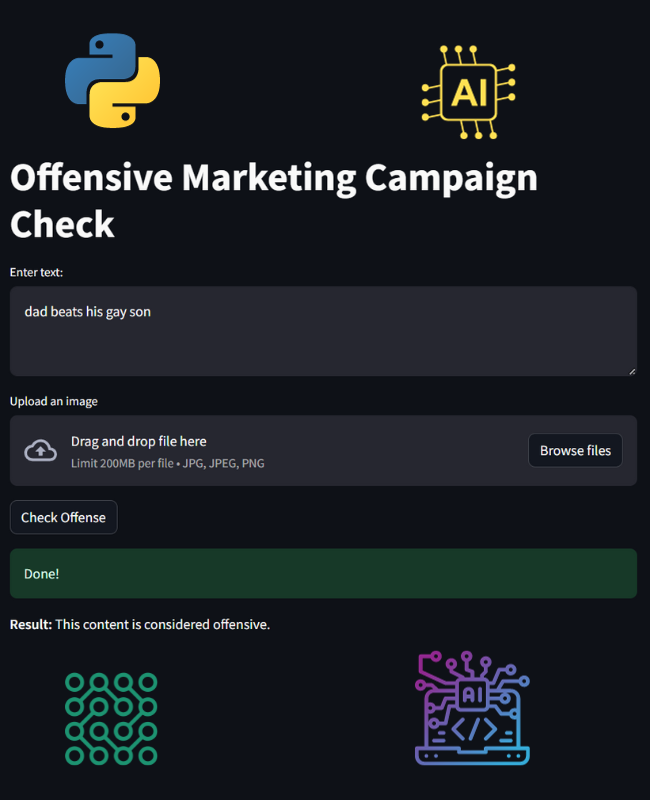 AI
Offensive Marketing Campaign
Check
Enter text:
dad beats his gay son
Upload an image
Drag and drop file here
Limit 200MB per file • JPG, JPEG, PNG
Browse files
Check Offense
Done!
Result: This content is considered offensive.
AI
</>